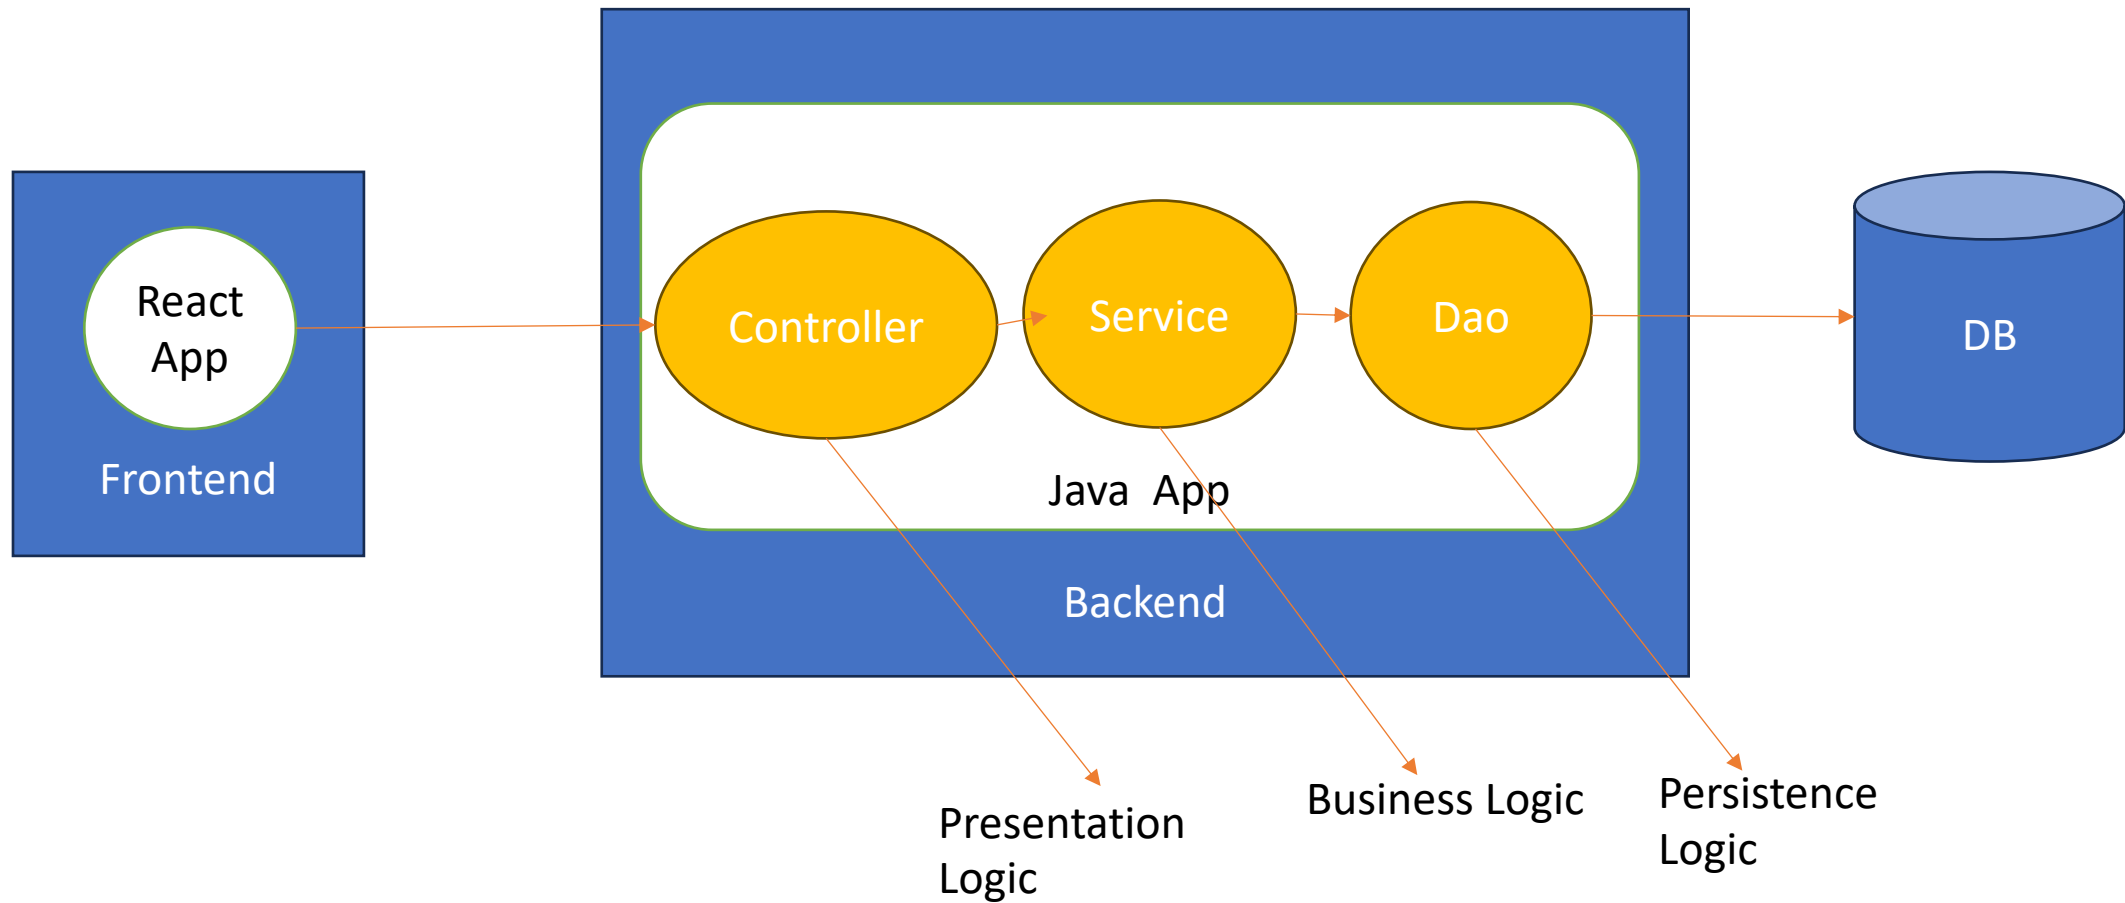 React
App
Frontend
Controller
Service
Dao
Java  App
Backend
DB
Presentation
Logic
Business Logic
Persistence
Logic